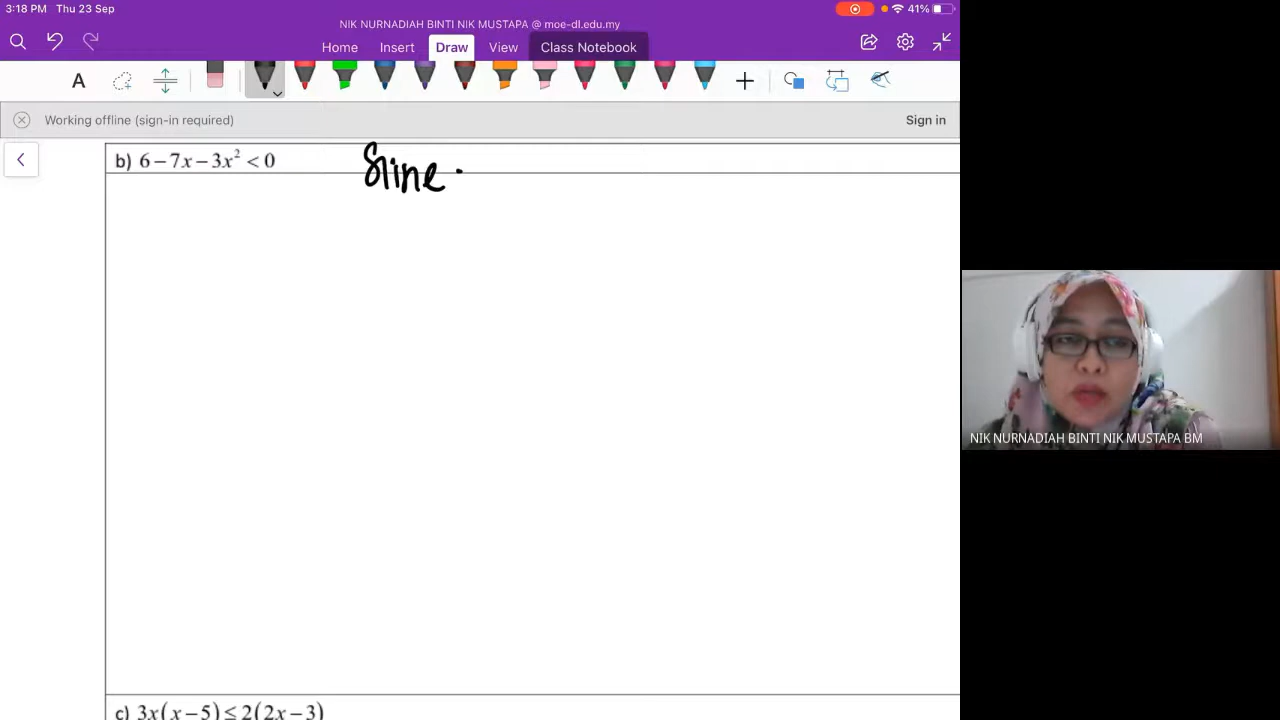 3:18 PM Thu 23 Sep
41%
NIK NURNADIAH BINTI NIK MUSTAPA @ moe-dl.edu.my
Home Insert Draw View Class Notebook
A
Working offline (sign-in required) Sign in
b) 6 − 7x − 3x² < 0
c) 3x(x − 5) ≤ 2(2x − 3)
NIK NURNADIAH BINTI NIK MUSTAPA BM